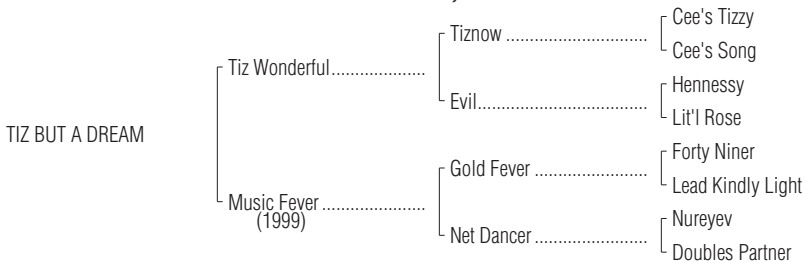 Cee's Tizzy
Tiznow ................................
Cee's Song
Tiz Wonderful.....................
Hennessy
Evil.......................................
Lit'l Rose
TIZ BUT A DREAM
Forty Niner
Gold Fever .........................
Lead Kindly Light
Music Fever .......................
(1999)
Nureyev
Net Dancer .........................
Doubles Partner